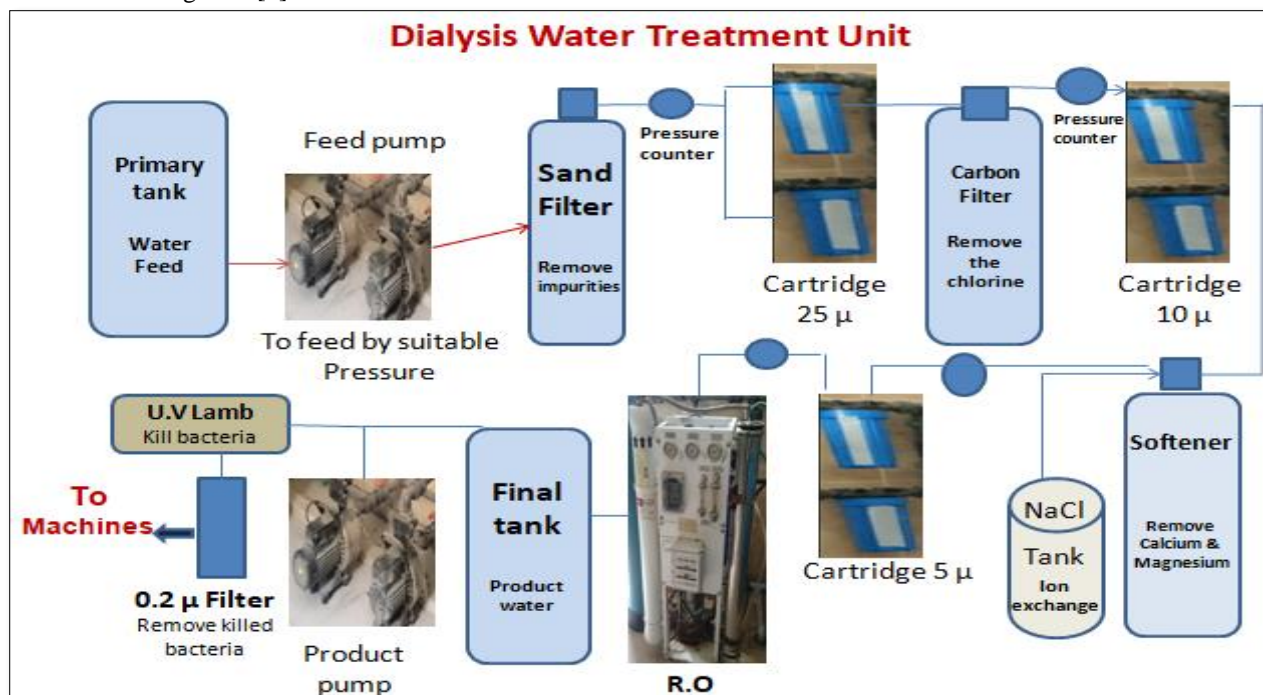 Dialysis Water Treatment Unit
Primary
tank
Water
Feed
Feed pump
To feed by suitable
Pressure
Sand
Filter
Remove
impurities
Pressure
counter
Cartridge
25 µ
Carbon
Filter
Remove
the
chlorine
Pressure
counter
Cartridge
10 µ
Softener
Remove
Calcium &
Magnesium
NaCl
Tank
Ion
exchange
Cartridge 5 µ
R.O
Final
tank
Product
water
Product
pump
U.V Lamb
Kill bacteria
0.2 µ Filter
Remove killed
bacteria
To
Machines